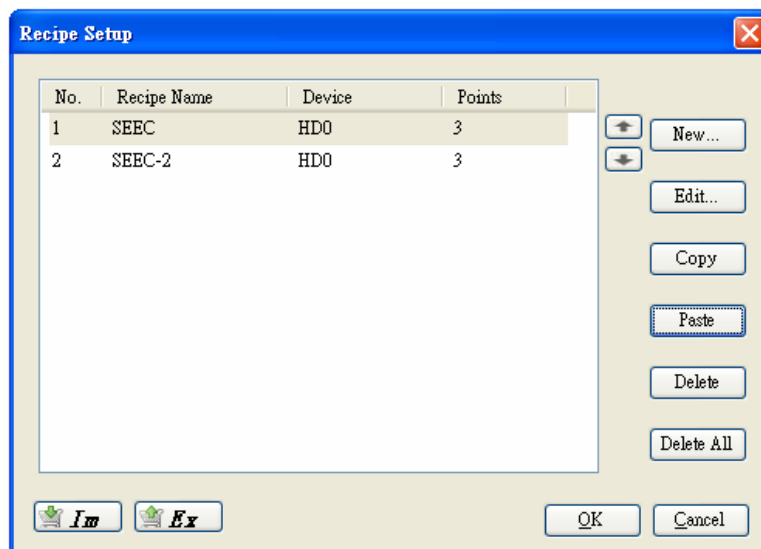 Recipe Setup
No. Recipe Name Device Points
1 SEEC HD0 3
2 SEEC-2 HD0 3
New...
Edit...
Copy
Paste
Delete
Delete All
Im Ex OK Cancel